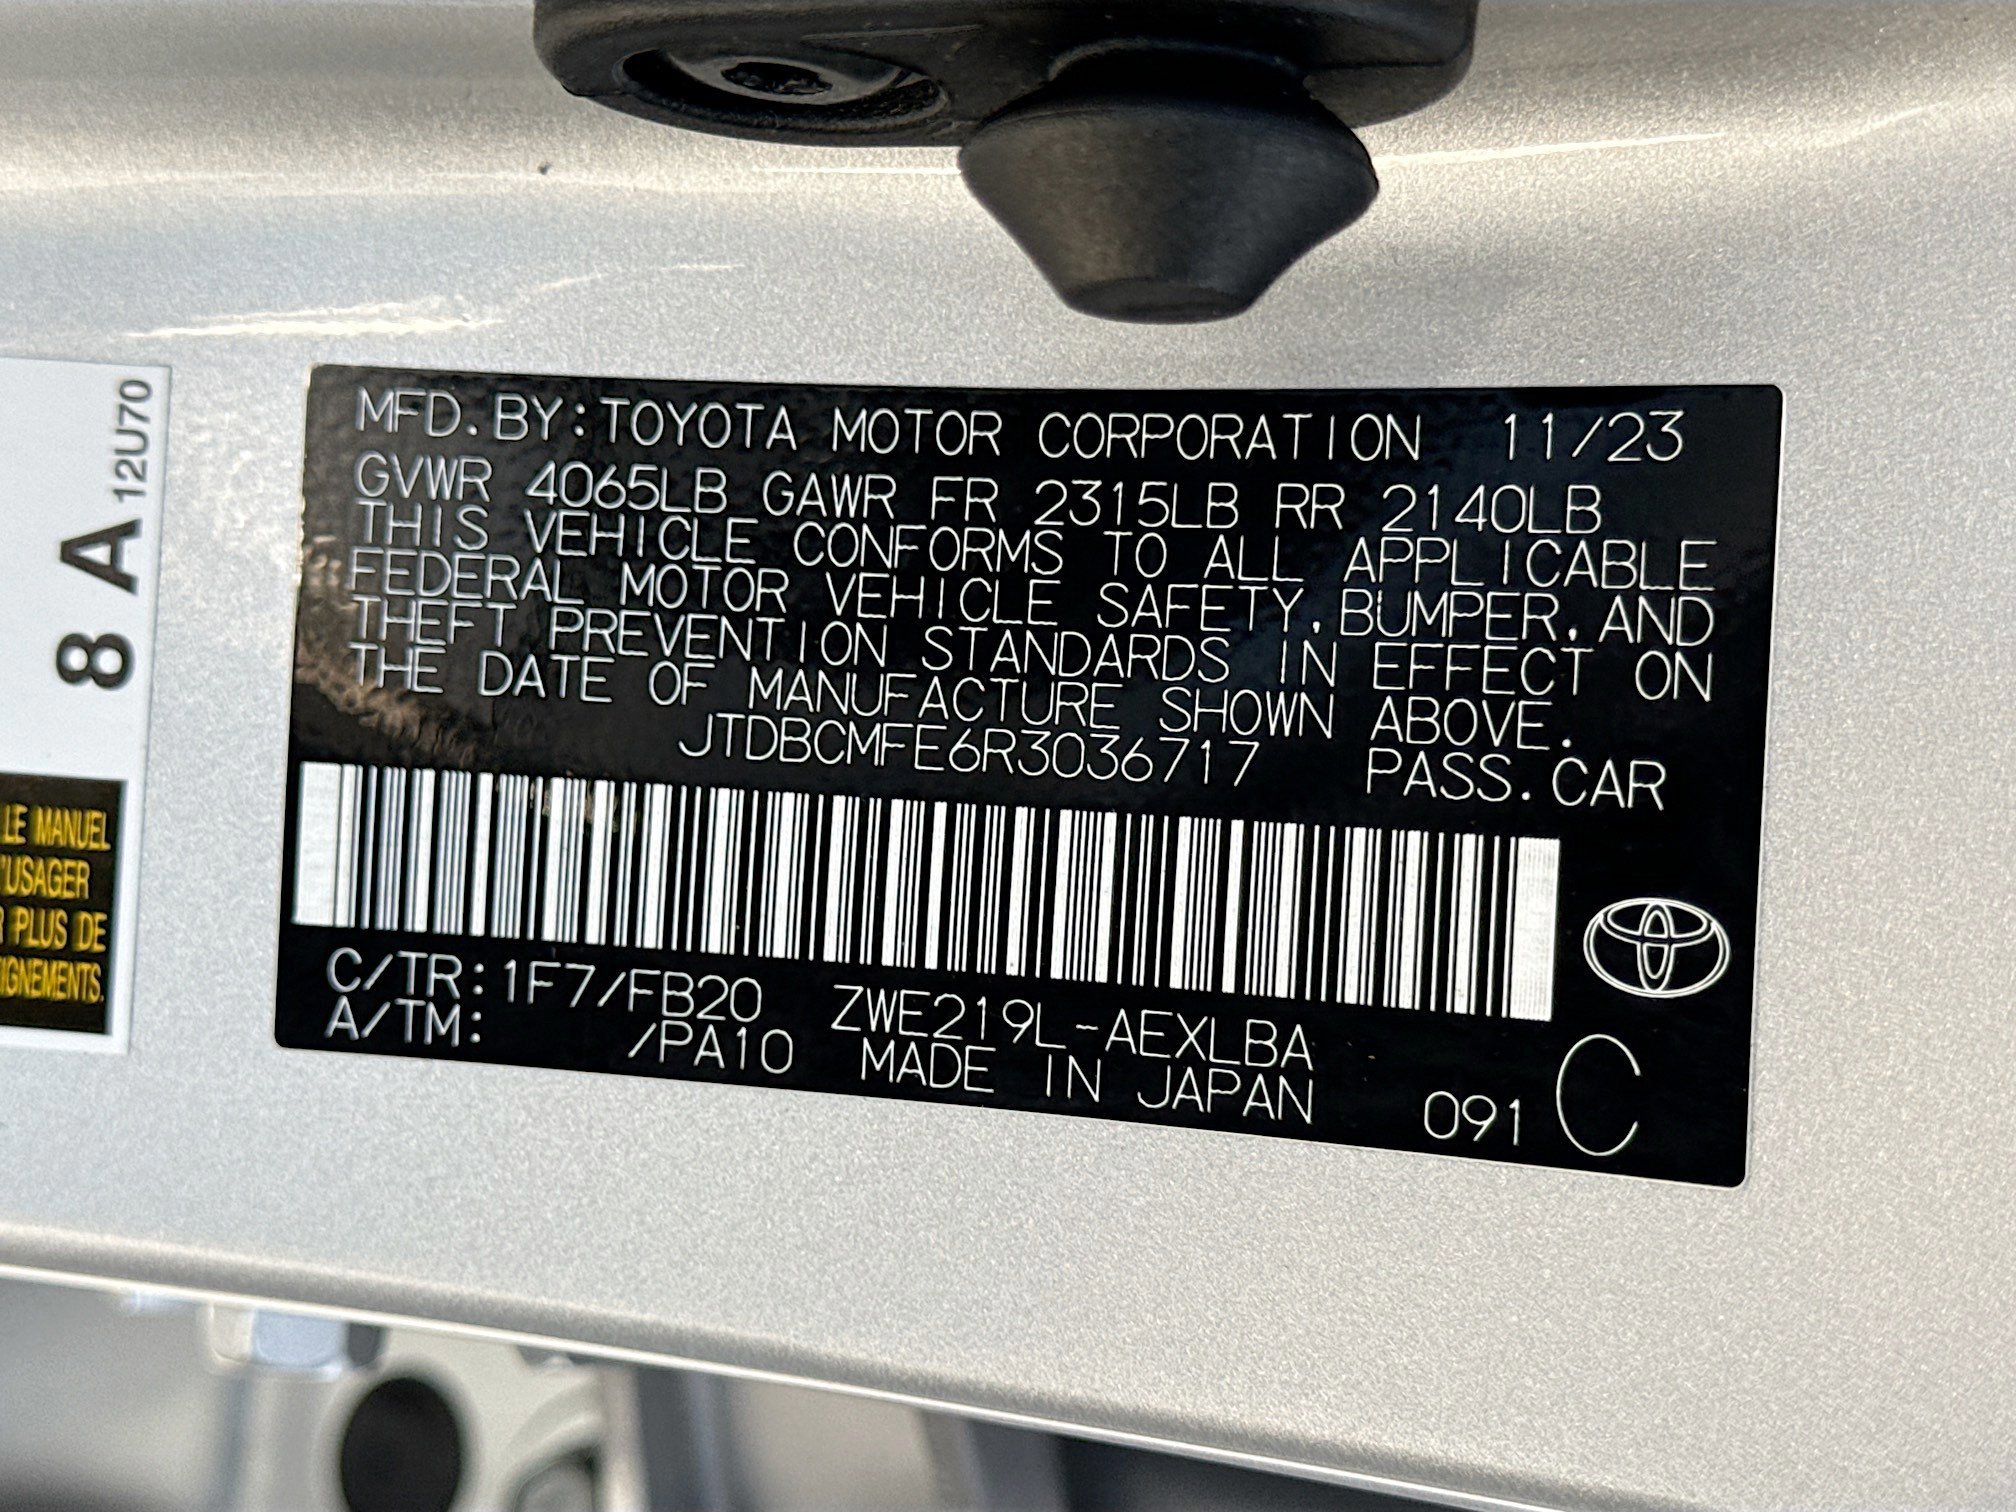 MFD. BY: TOYOTA MOTOR CORPORATION 11/23
GVWR 4065LB GAWR FR 2315LB RR 2140LB
THIS VEHICLE CONFORMS TO ALL APPLICABLE
FEDERAL MOTOR VEHICLE SAFETY, BUMPER, AND
THEFT PREVENTION STANDARDS IN EFFECT ON
THE DATE OF MANUFACTURE SHOWN ABOVE.
JTDBCMFE6R3036717 PASS. CAR
C/TR: 1F7/FB20 ZWE219L-AEXLBA
A/TM: /PA10 MADE IN JAPAN 091 C
8 A 12U70
LE MANUEL
'USAGER
R PLUS DE
IGNEMENTS.